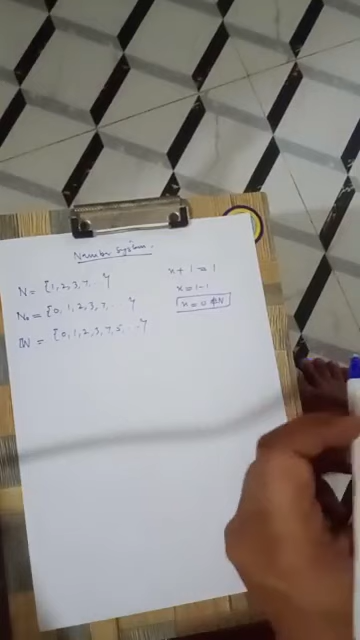 Number System.
N = {1, 2, 3, 7, . . }
N₀ = {0, 1, 2, 3, 7, . . }
W = {0, 1, 2, 3, 7, 5, . . }
x + 1 = 1
x = 1 - 1
x = 0 ∉ N